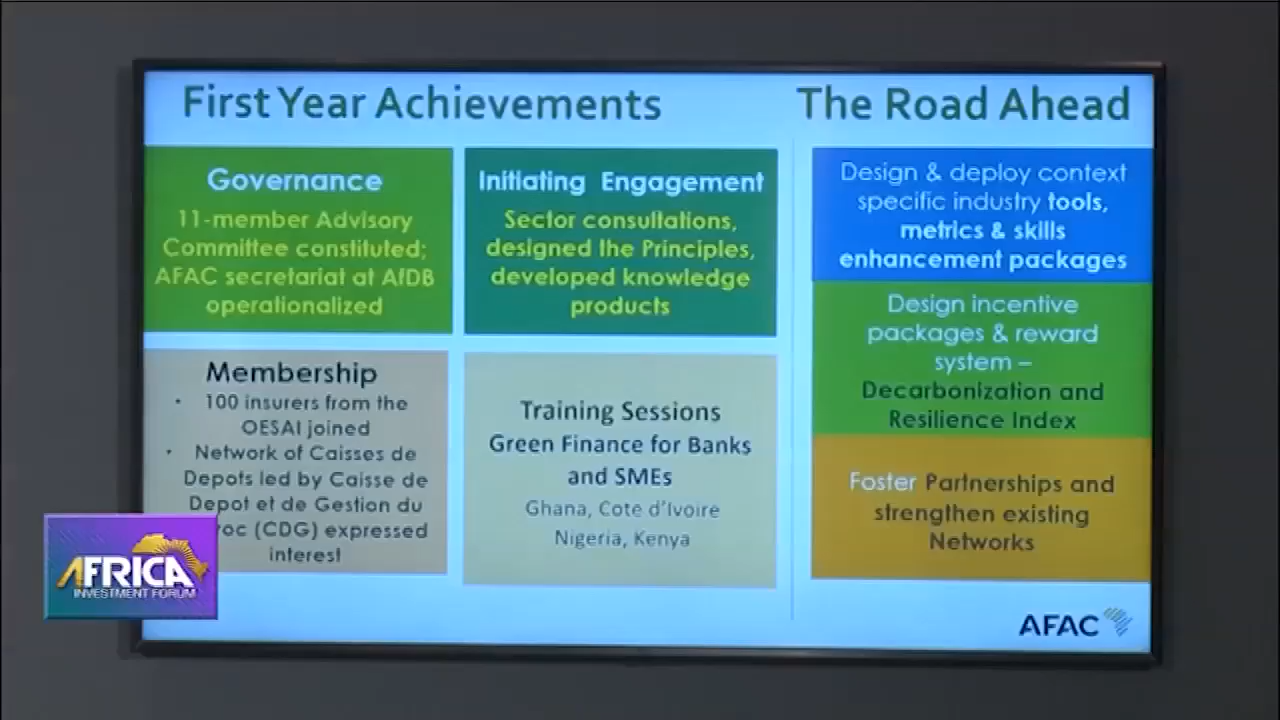 First Year Achievements
Governance
11-member Advisory
Committee constituted;
AFAC secretariat at AfDB
operationalized
Initiating Engagement
Sector consultations,
designed the Principles,
developed knowledge
products
Membership
• 100 insurers from the
OESAI joined
• Network of Caisses de
Depots led by Caisse de
Depot et de Gestion du
(CDG) expressed
interest
Training Sessions
Green Finance for Banks
and SMEs
Ghana, Cote d'Ivoire
Nigeria, Kenya
The Road Ahead
Design & deploy context
specific industry tools,
metrics & skills
enhancement packages
Design incentive
packages & reward
system –
Decarbonization and
Resilience Index
Foster Partnerships and
strengthen existing
Networks
AFAC
AFRICA
INVESTMENT FORUM